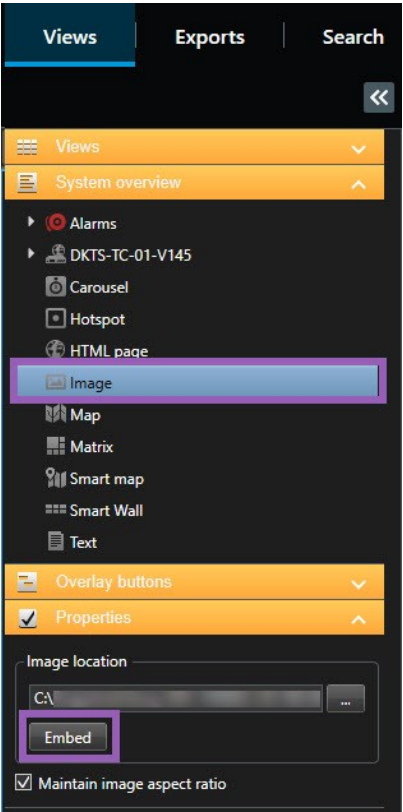 Views Exports Search
Views
System overview
Alarms
DKTS-TC-01-V145
Carousel
Hotspot
HTML page
Image
Map
Matrix
Smart map
Smart Wall
Text
Overlay buttons
Properties
Image location
C:\
...
Embed
Maintain image aspect ratio